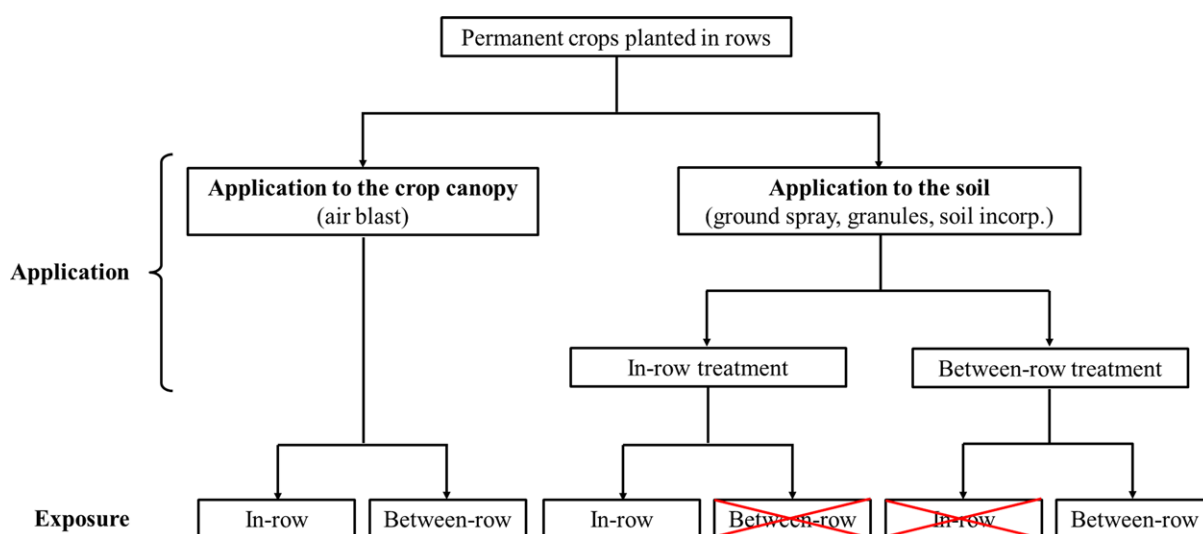 Permanent crops planted in rows
Application to the crop canopy
(air blast)
Application to the soil
(ground spray, granules, soil incorp.)
Application
In-row treatment
Between-row treatment
Exposure
In-row
Between-row
In-row
Between-row
In-row
Between-row